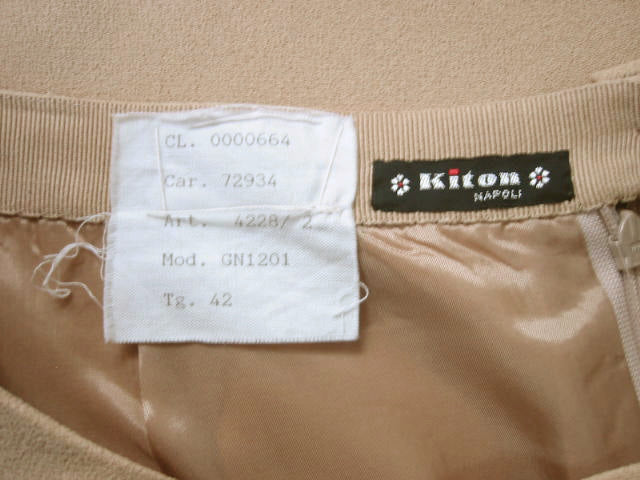 CL. 0000664
Car. 72934
Art. 4228/ 2
Mod. GN1201
Tg. 42
Kiton
NAPOLI